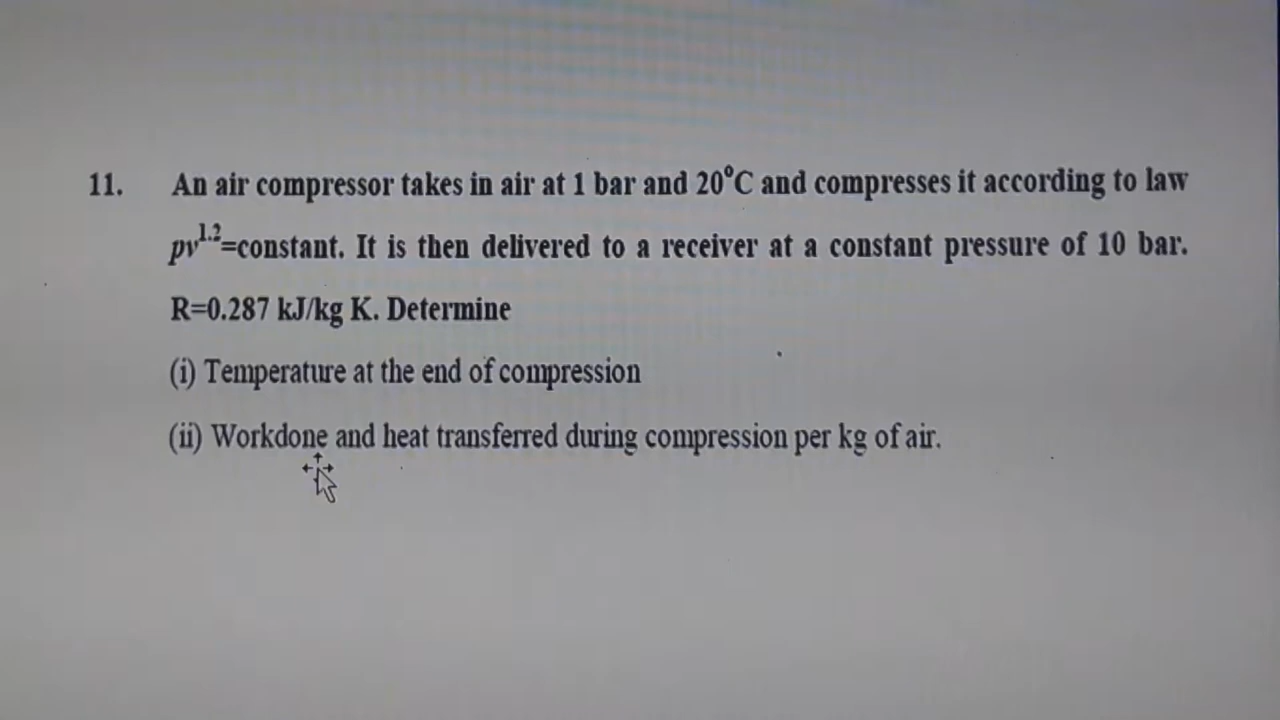 11. An air compressor takes in air at 1 bar and 20°C and compresses it according to law
pv^1.2=constant. It is then delivered to a receiver at a constant pressure of 10 bar.
R=0.287 kJ/kg K. Determine
(i) Temperature at the end of compression
(ii) Workdone and heat transferred during compression per kg of air.